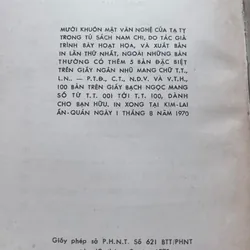 MƯỜI KHUÔN MẶT VĂN NGHỆ CỦA TẠ TỴ
TRONG TỦ SÁCH NAM CHI, DO TÁC GIẢ
TRÌNH BÀY HOẠT HỌA, VÀ XUẤT BẢN
IN LẦN THỨ NHẤT, NGOÀI NHỮNG BẢN
THƯỜNG CÓ THÊM 5 BẢN ĐẶC BIỆT
TRÊN GIẤY NGÂN NHŨ MANG CHỮ T.T.,
L.N. — P.T.Đ., C.T., N.D.V. VÀ V.T.H.,
100 BẢN TRÊN GIẤY BẠCH NGỌC MANG
SỐ TỪ T.T. 001 TỚI T.T. 100, DÀNH
CHO BẠN HỮU. IN XONG TẠI KIM-LAI
ẤN-QUÁN NGÀY 1 THÁNG 8 NĂM 1970
Giấy phép số P.H.N.T. 56 621 BTT/PHNT